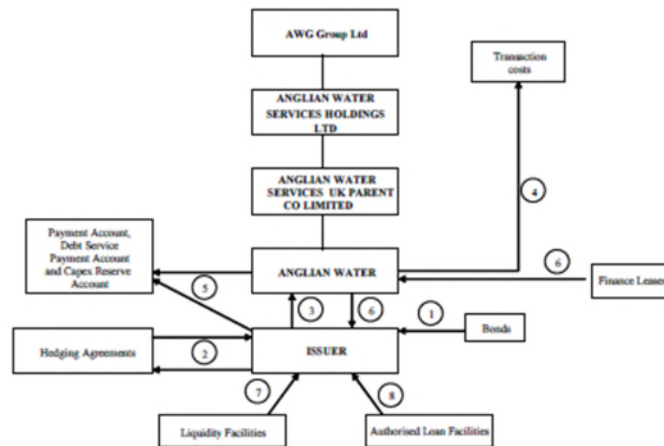 AWG Group Ltd
Transaction
costs
ANGLIAN WATER
SERVICES HOLDINGS
LTD
ANGLIAN WATER
SERVICES UK PARENT
CO LIMITED
4
Payment Account,
Debt Service
Payment Account
and Capex Reserve
Account
ANGLIAN WATER
6
Finance Leases
5
3
6
1
Bonds
Hedging Agreements
2
ISSUER
7
8
Liquidity Facilities
Authorised Loan Facilities